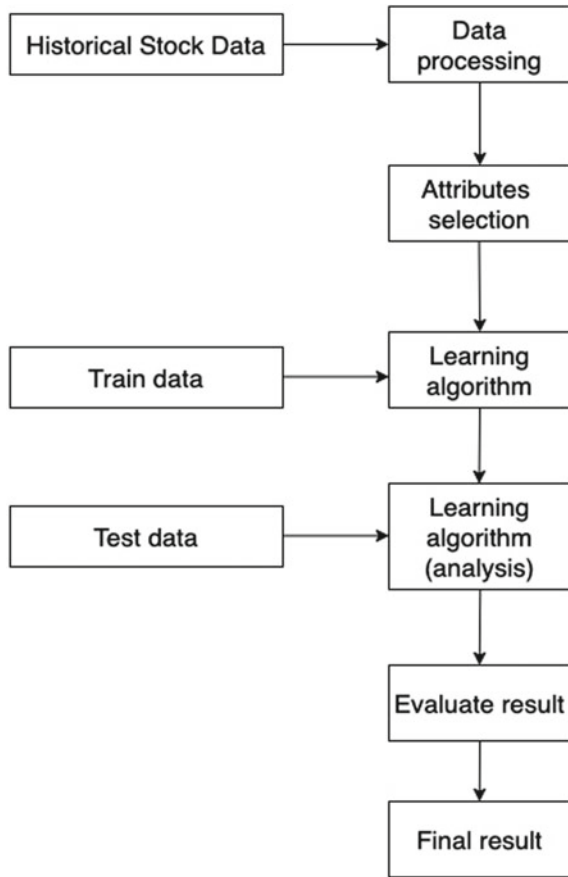 Historical Stock Data
Data
processing
Attributes
selection
Train data
Learning
algorithm
Test data
Learning
algorithm
(analysis)
Evaluate result
Final result